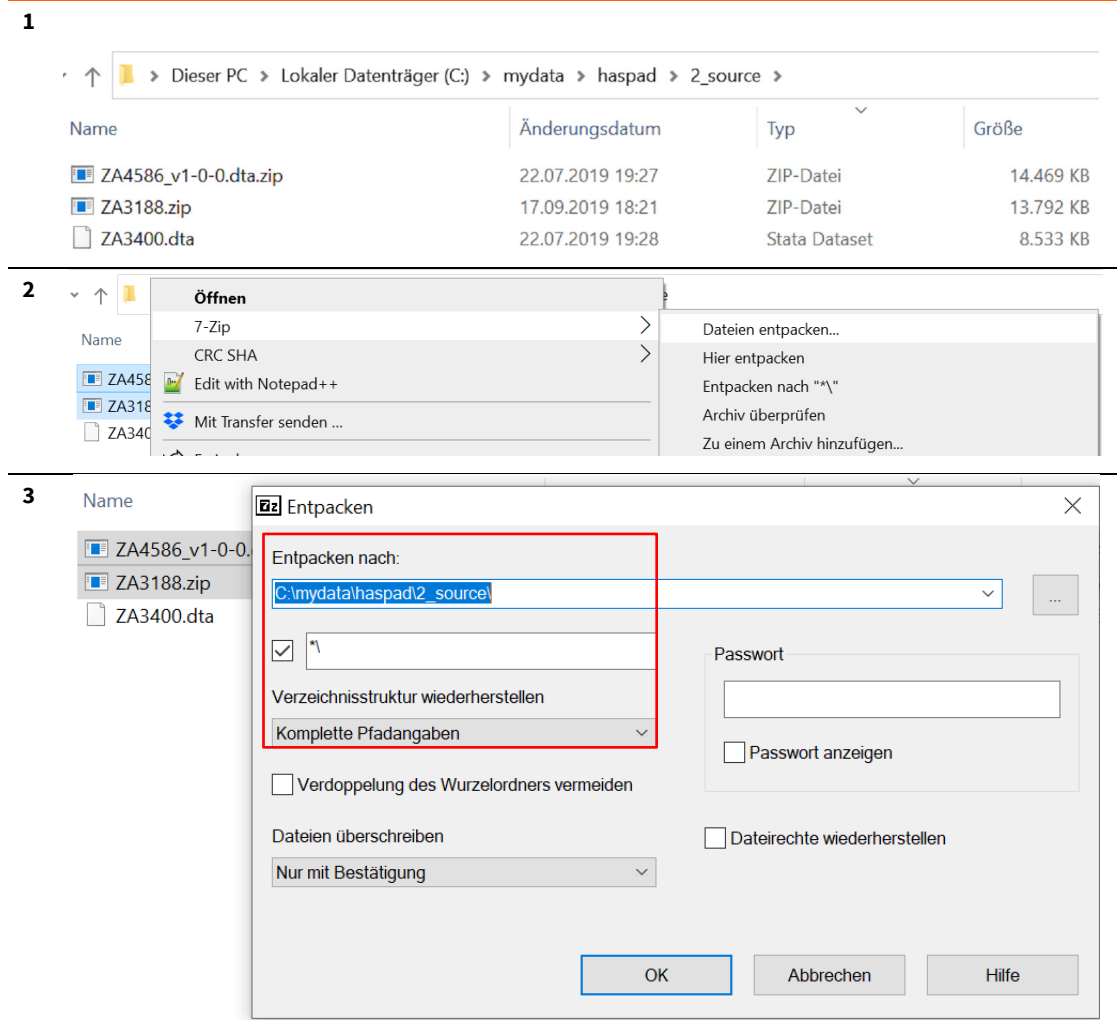 1
Dieser PC > Lokaler Datenträger (C:) > mydata > haspad > 2_source >
Name Änderungsdatum Typ Größe
ZA4586_v1-0-0.dta.zip 22.07.2019 19:27 ZIP-Datei 14.469 KB
ZA3188.zip 17.09.2019 18:21 ZIP-Datei 13.792 KB
ZA3400.dta 22.07.2019 19:28 Stata Dataset 8.533 KB
2
Öffnen
7-Zip
CRC SHA
Edit with Notepad++
Mit Transfer senden ...
Name
ZA458
ZA318
ZA340
Dateien entpacken...
Hier entpacken
Entpacken nach "*\"
Archiv überprüfen
Zu einem Archiv hinzufügen...
3
Name
ZA4586_v1-0-0.
ZA3188.zip
ZA3400.dta
7z Entpacken
Entpacken nach:
C:\mydata\haspad\2_source\
...
*\
Verzeichnisstruktur wiederherstellen
Komplette Pfadangaben
Verdoppelung des Wurzelordners vermeiden
Dateien überschreiben
Nur mit Bestätigung
Passwort
Passwort anzeigen
Dateirechte wiederherstellen
OK Abbrechen Hilfe